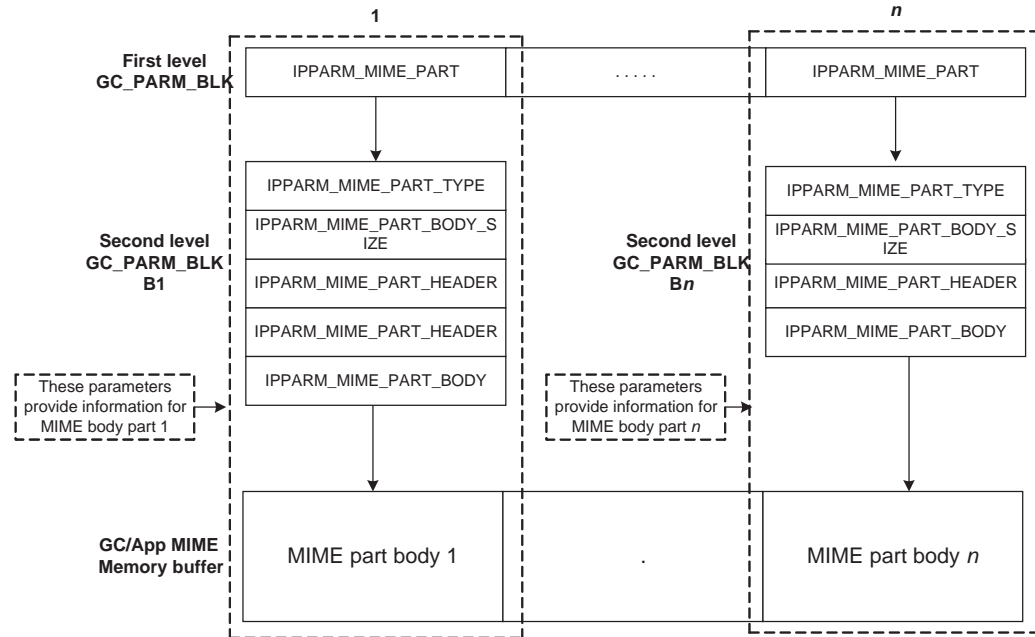 1
n
First level
GC_PARM_BLK
IPPARM_MIME_PART
. . . . .
IPPARM_MIME_PART
Second level
GC_PARM_BLK
B1
IPPARM_MIME_PART_TYPE
IPPARM_MIME_PART_BODY_S
IZE
IPPARM_MIME_PART_HEADER
IPPARM_MIME_PART_HEADER
IPPARM_MIME_PART_BODY
Second level
GC_PARM_BLK
Bn
IPPARM_MIME_PART_TYPE
IPPARM_MIME_PART_BODY_S
IZE
IPPARM_MIME_PART_HEADER
IPPARM_MIME_PART_BODY
These parameters
provide information for
MIME body part 1
These parameters
provide information for
MIME body part n
GC/App MIME
Memory buffer
MIME part body 1
.
MIME part body n